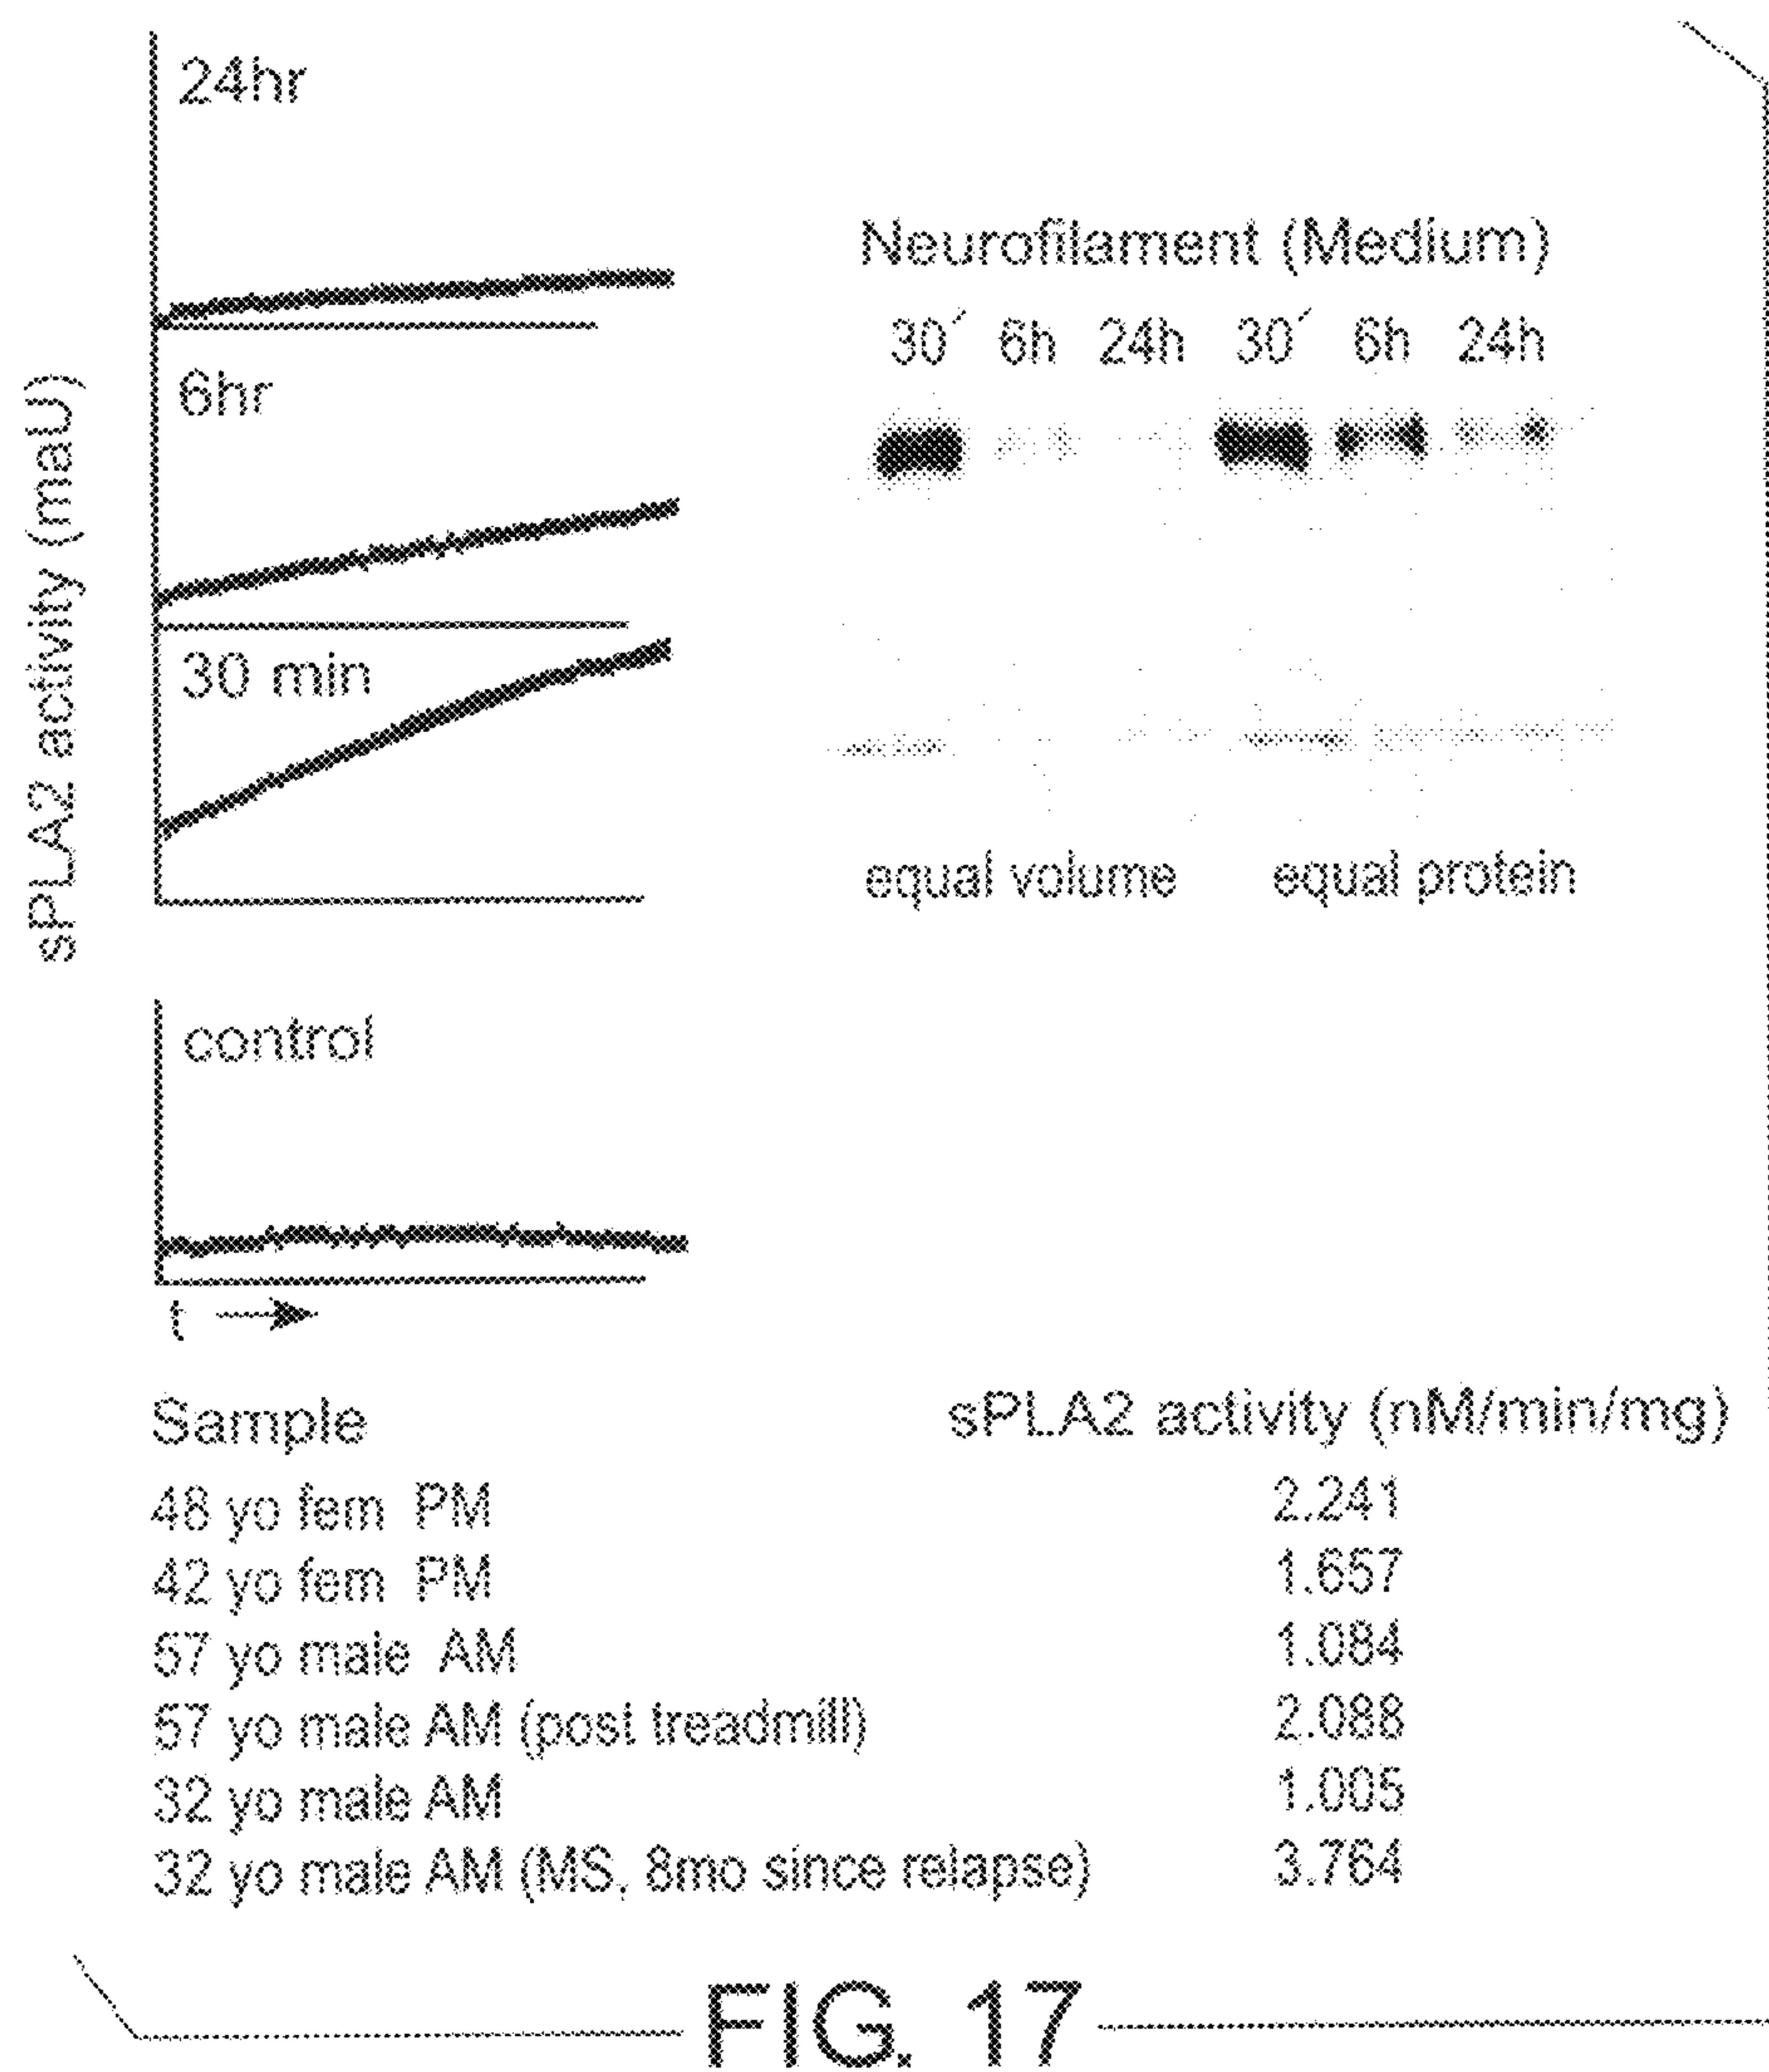 sPLA2 activity (maU)
24hr
6hr
30 min
control
t
Neurofilament (Medium)
30´ 6h 24h 30´ 6h 24h
equal volume equal protein
Sample sPLA2 activity (nM/min/mg)
48 yo fem PM 2.241
42 yo fem PM 1.657
57 yo male AM 1.084
57 yo male AM (post treadmill) 2.088
32 yo male AM 1.005
32 yo male AM (MS, 8mo since relapse) 3.764
FIG. 17